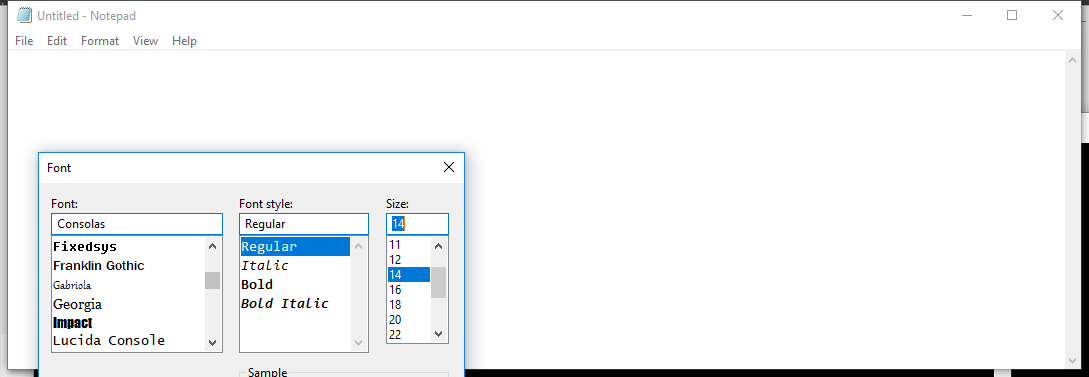 Untitled - Notepad
File Edit Format View Help
Font
Font: Font style: Size:
Consolas Regular 14
Fixedsys
Franklin Gothic
Gabriola
Georgia
Impact
Lucida Console
Regular
Italic
Bold
Bold Italic
11
12
14
16
18
20
22
Sample